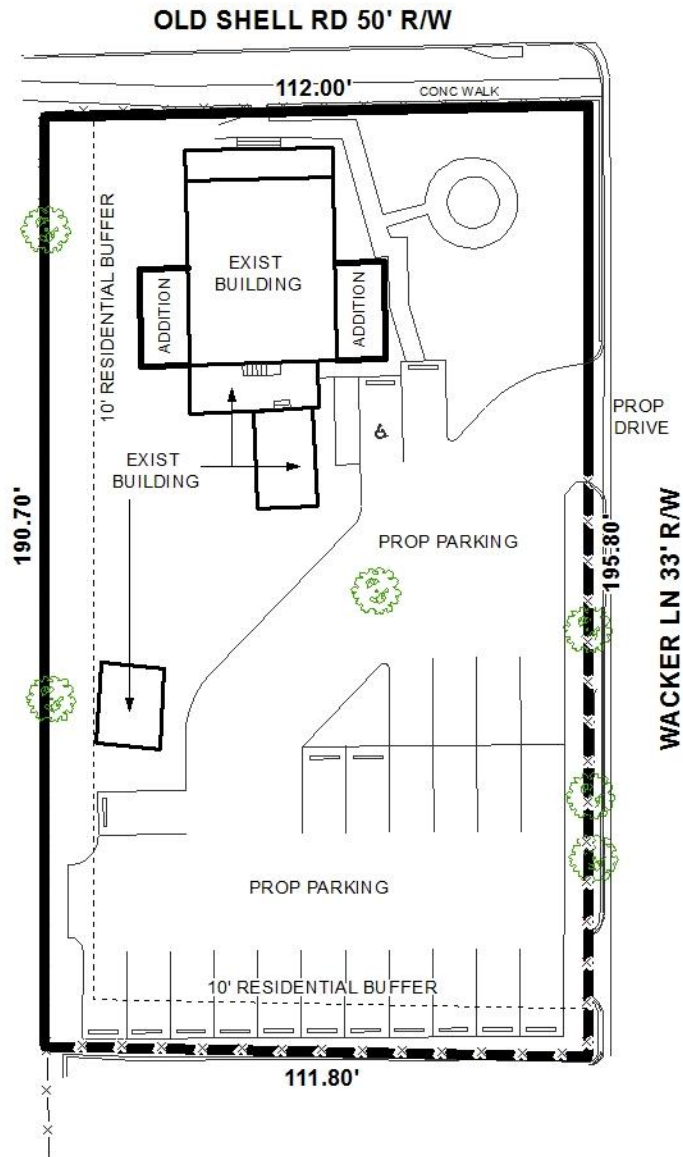 OLD SHELL RD 50' R/W
112.00'
CONC WALK
10' RESIDENTIAL BUFFER
EXIST
BUILDING
ADDITION
ADDITION
PROP
DRIVE
EXIST
BUILDING
190.70'
PROP PARKING
195.80'
WACKER LN 33' R/W
PROP PARKING
10' RESIDENTIAL BUFFER
111.80'